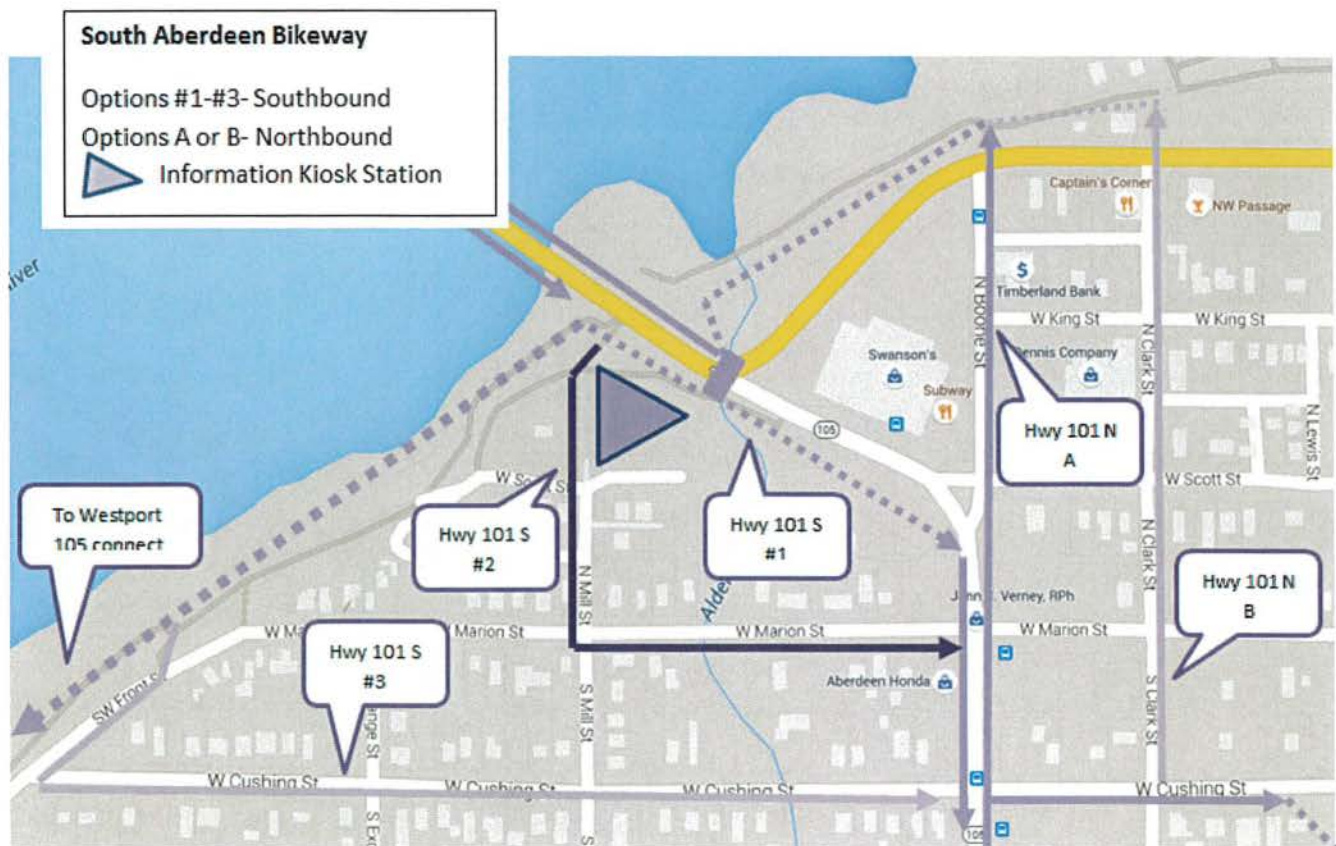 South Aberdeen Bikeway
Options #1-#3- Southbound
Options A or B- Northbound
Information Kiosk Station
Captain's Corner
NW Passage
Timberland Bank
N Boone St
W King St
W King St
N Clark St
Swanson's
Dennis Company
Subway
105
Hwy 101 N
A
N Lewis St
W Scott St
To Westport
105 connect
Hwy 101 S
#2
Hwy 101 S
#1
N Mill St
N Clark St
Hwy 101 N
B
Verney, RPh
W Marion St
W Marion St
Marion St
Hwy 101 S
#3
Aberdeen Honda
SW Front
S Mill St
S Clark St
W Cushing St
W Cushing St
W Cushing St